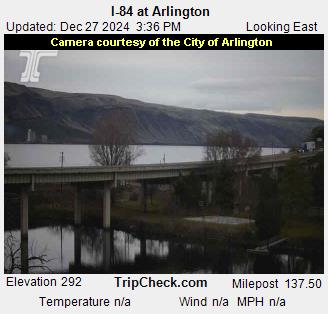 I-84 at Arlington
Updated: Dec 27 2024 3:36 PM Looking East
Camera courtesy of the City of Arlington
Elevation 292 TripCheck.com Milepost 137.50
Temperature n/a Wind n/a MPH n/a